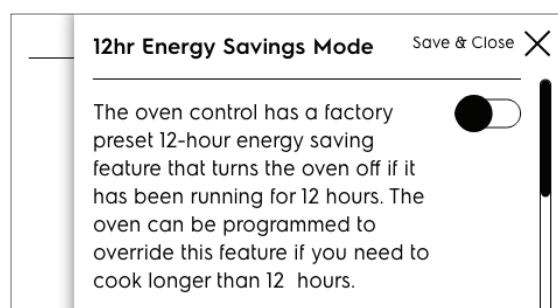 12hr Energy Savings Mode
Save & Close
The oven control has a factory
preset 12-hour energy saving
feature that turns the oven off if it
has been running for 12 hours. The
oven can be programmed to
override this feature if you need to
cook longer than 12 hours.